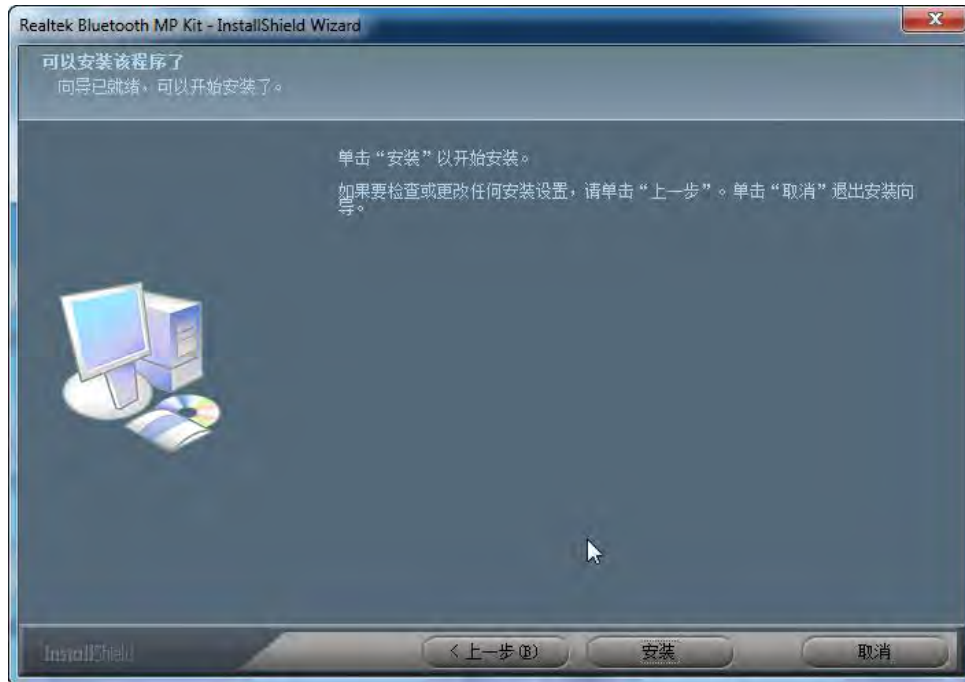 Realtek Bluetooth MP Kit - InstallShield Wizard
可以安装该程序了
向导已就绪，可以开始安装了。
单击“安装”以开始安装。
如果要检查或更改任何安装设置，请单击“上一步”。单击“取消”退出安装向
导。
InstallShield
< 上一步(B)
安装
取消